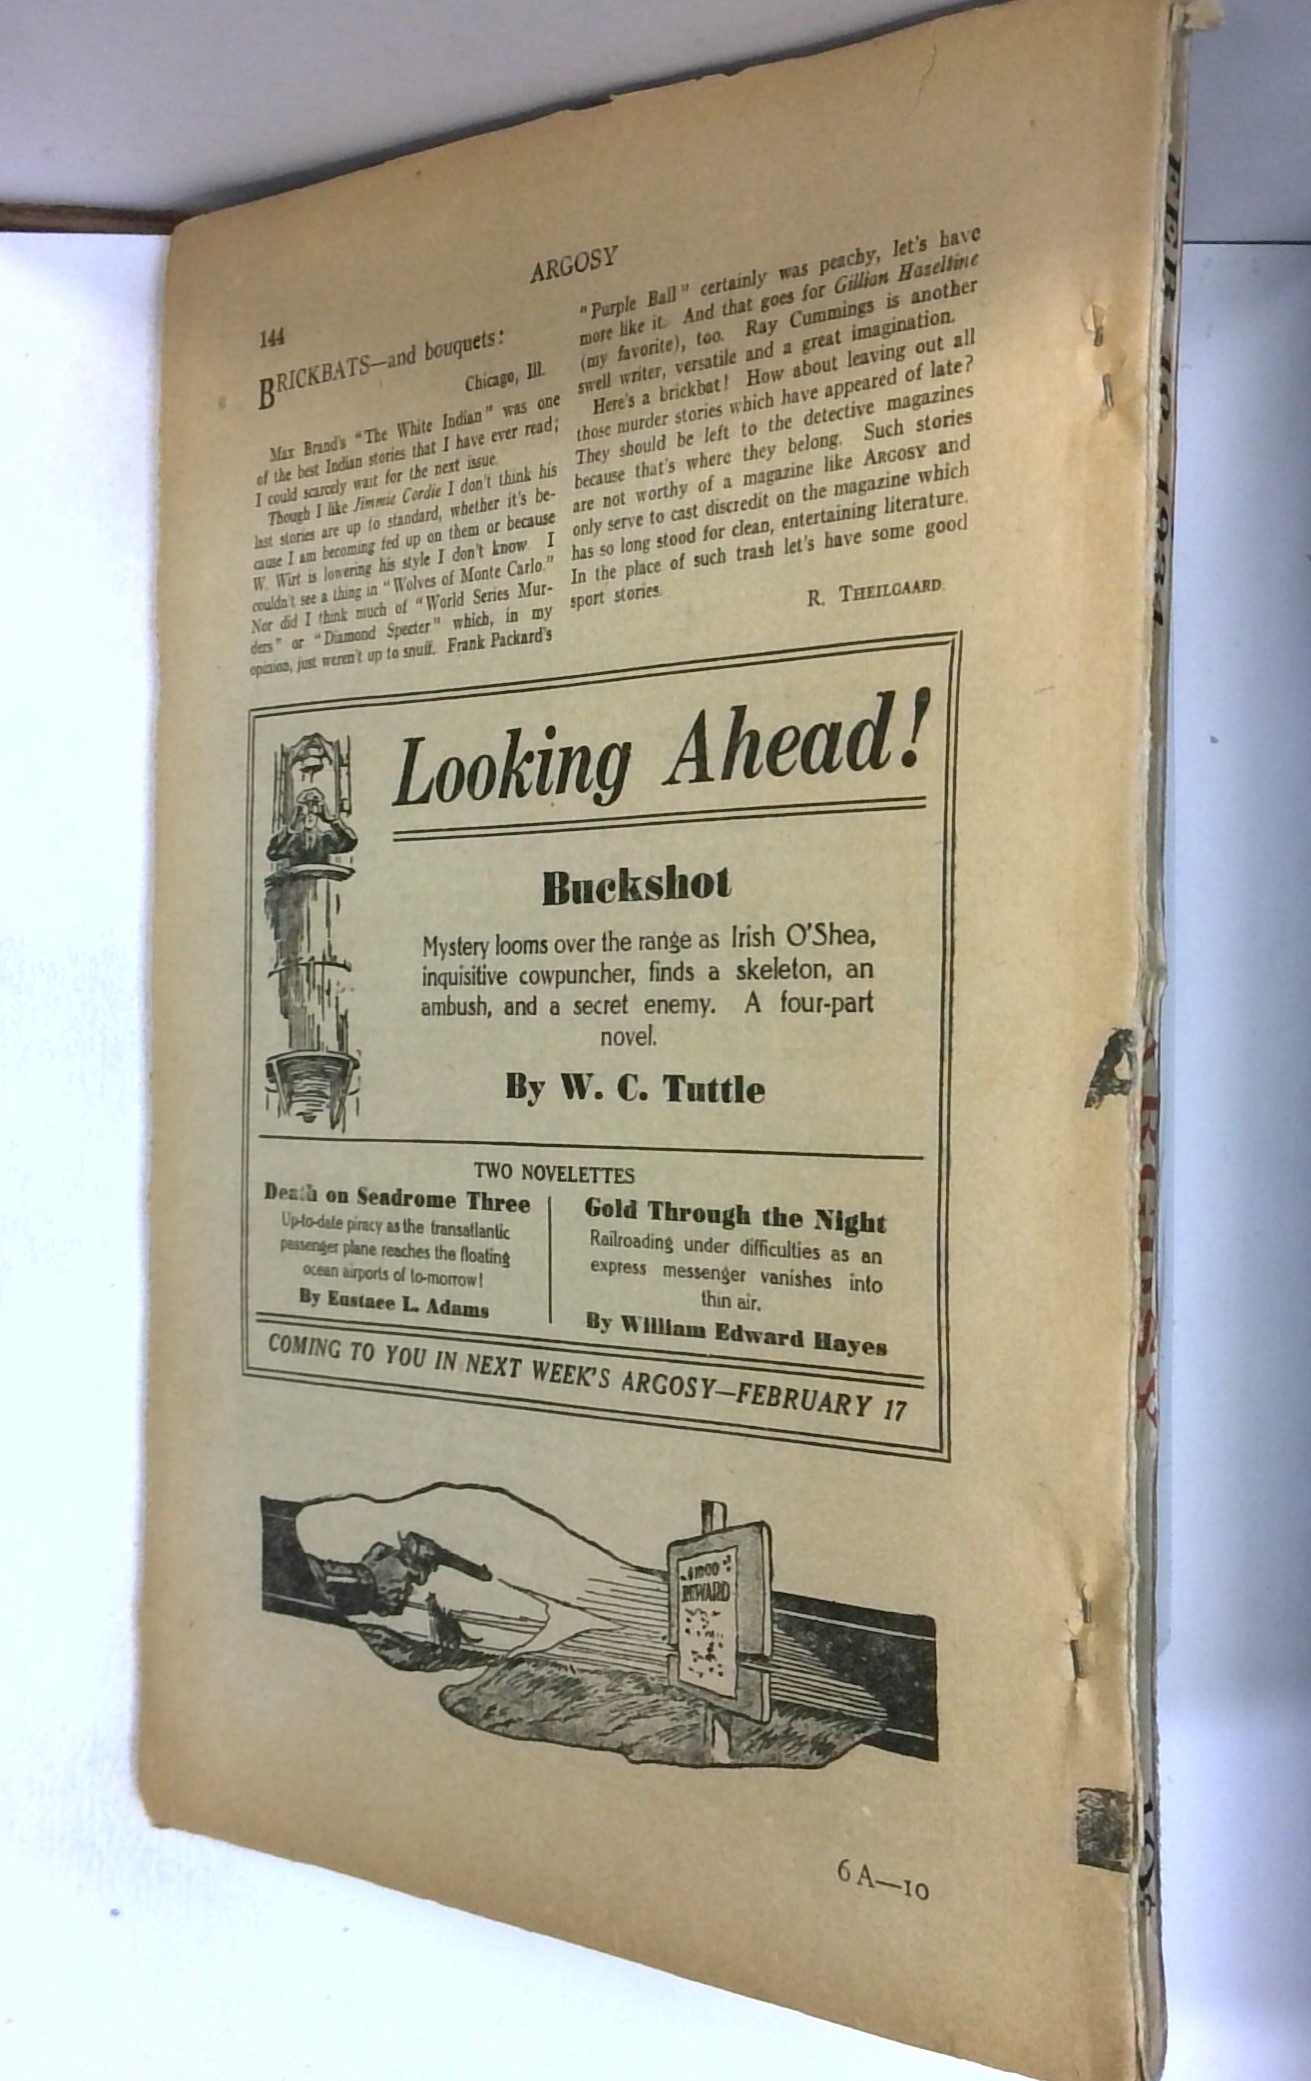 144
ARGOSY
BRICKBATS—and bouquets:
Chicago, Ill.
Max Brand's "The White Indian" was one
of the best Indian stories that I have ever read;
I could scarcely wait for the next issue.
Though I like Jimmie Cordie I don't think his
last stories are up to standard, whether it's be-
cause I am becoming fed up on them or because
W. Wirt is lowering his style I don't know. I
couldn't see a thing in "Wolves of Monte Carlo."
Nor did I think much of "World Series Mur-
ders" or "Diamond Specter" which, in my
opinion, just weren't up to snuff. Frank Packard's
"Purple Ball" certainly was peachy, let's have
more like it. And that goes for Gillian Hazeltine
(my favorite), too. Ray Cummings is another
swell writer, versatile and a great imagination.
Here's a brickbat! How about leaving out all
those murder stories which have appeared of late?
They should be left to the detective magazines
because that's where they belong. Such stories
are not worthy of a magazine like ARGOSY and
only serve to cast discredit on the magazine which
has so long stood for clean, entertaining literature.
In the place of such trash let's have some good
sport stories.
R. THEILGAARD.
Looking Ahead!
Buckshot
Mystery looms over the range as Irish O'Shea,
inquisitive cowpuncher, finds a skeleton, an
ambush, and a secret enemy. A four-part
novel.
By W. C. Tuttle
TWO NOVELETTES
Death on Seadrome Three
Up-to-date piracy as the transatlantic
passenger plane reaches the floating
ocean airports of to-morrow!
By Eustace L. Adams
Gold Through the Night
Railroading under difficulties as an
express messenger vanishes into
thin air.
By William Edward Hayes
COMING TO YOU IN NEXT WEEK'S ARGOSY—FEBRUARY 17
$1000
REWARD
6 A—10
FEB. 10, 1934
ARGOSY
10¢